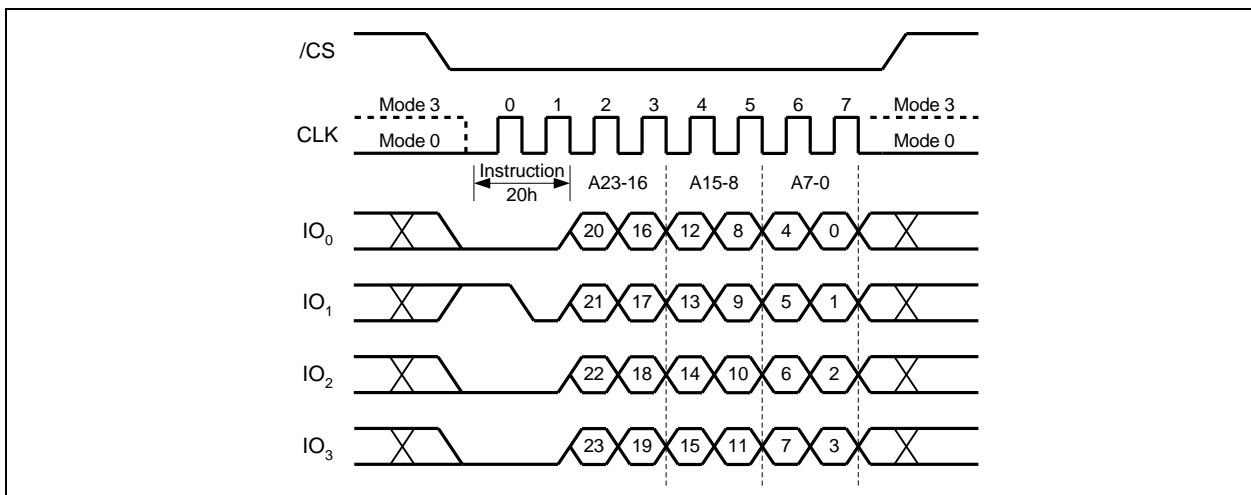 /CS
Mode 3 0 1 2 3 4 5 6 7 Mode 3
CLK
Mode 0 Mode 0
Instruction A23-16 A15-8 A7-0
20h
IO0 20 16 12 8 4 0
IO1 21 17 13 9 5 1
IO2 22 18 14 10 6 2
IO3 23 19 15 11 7 3